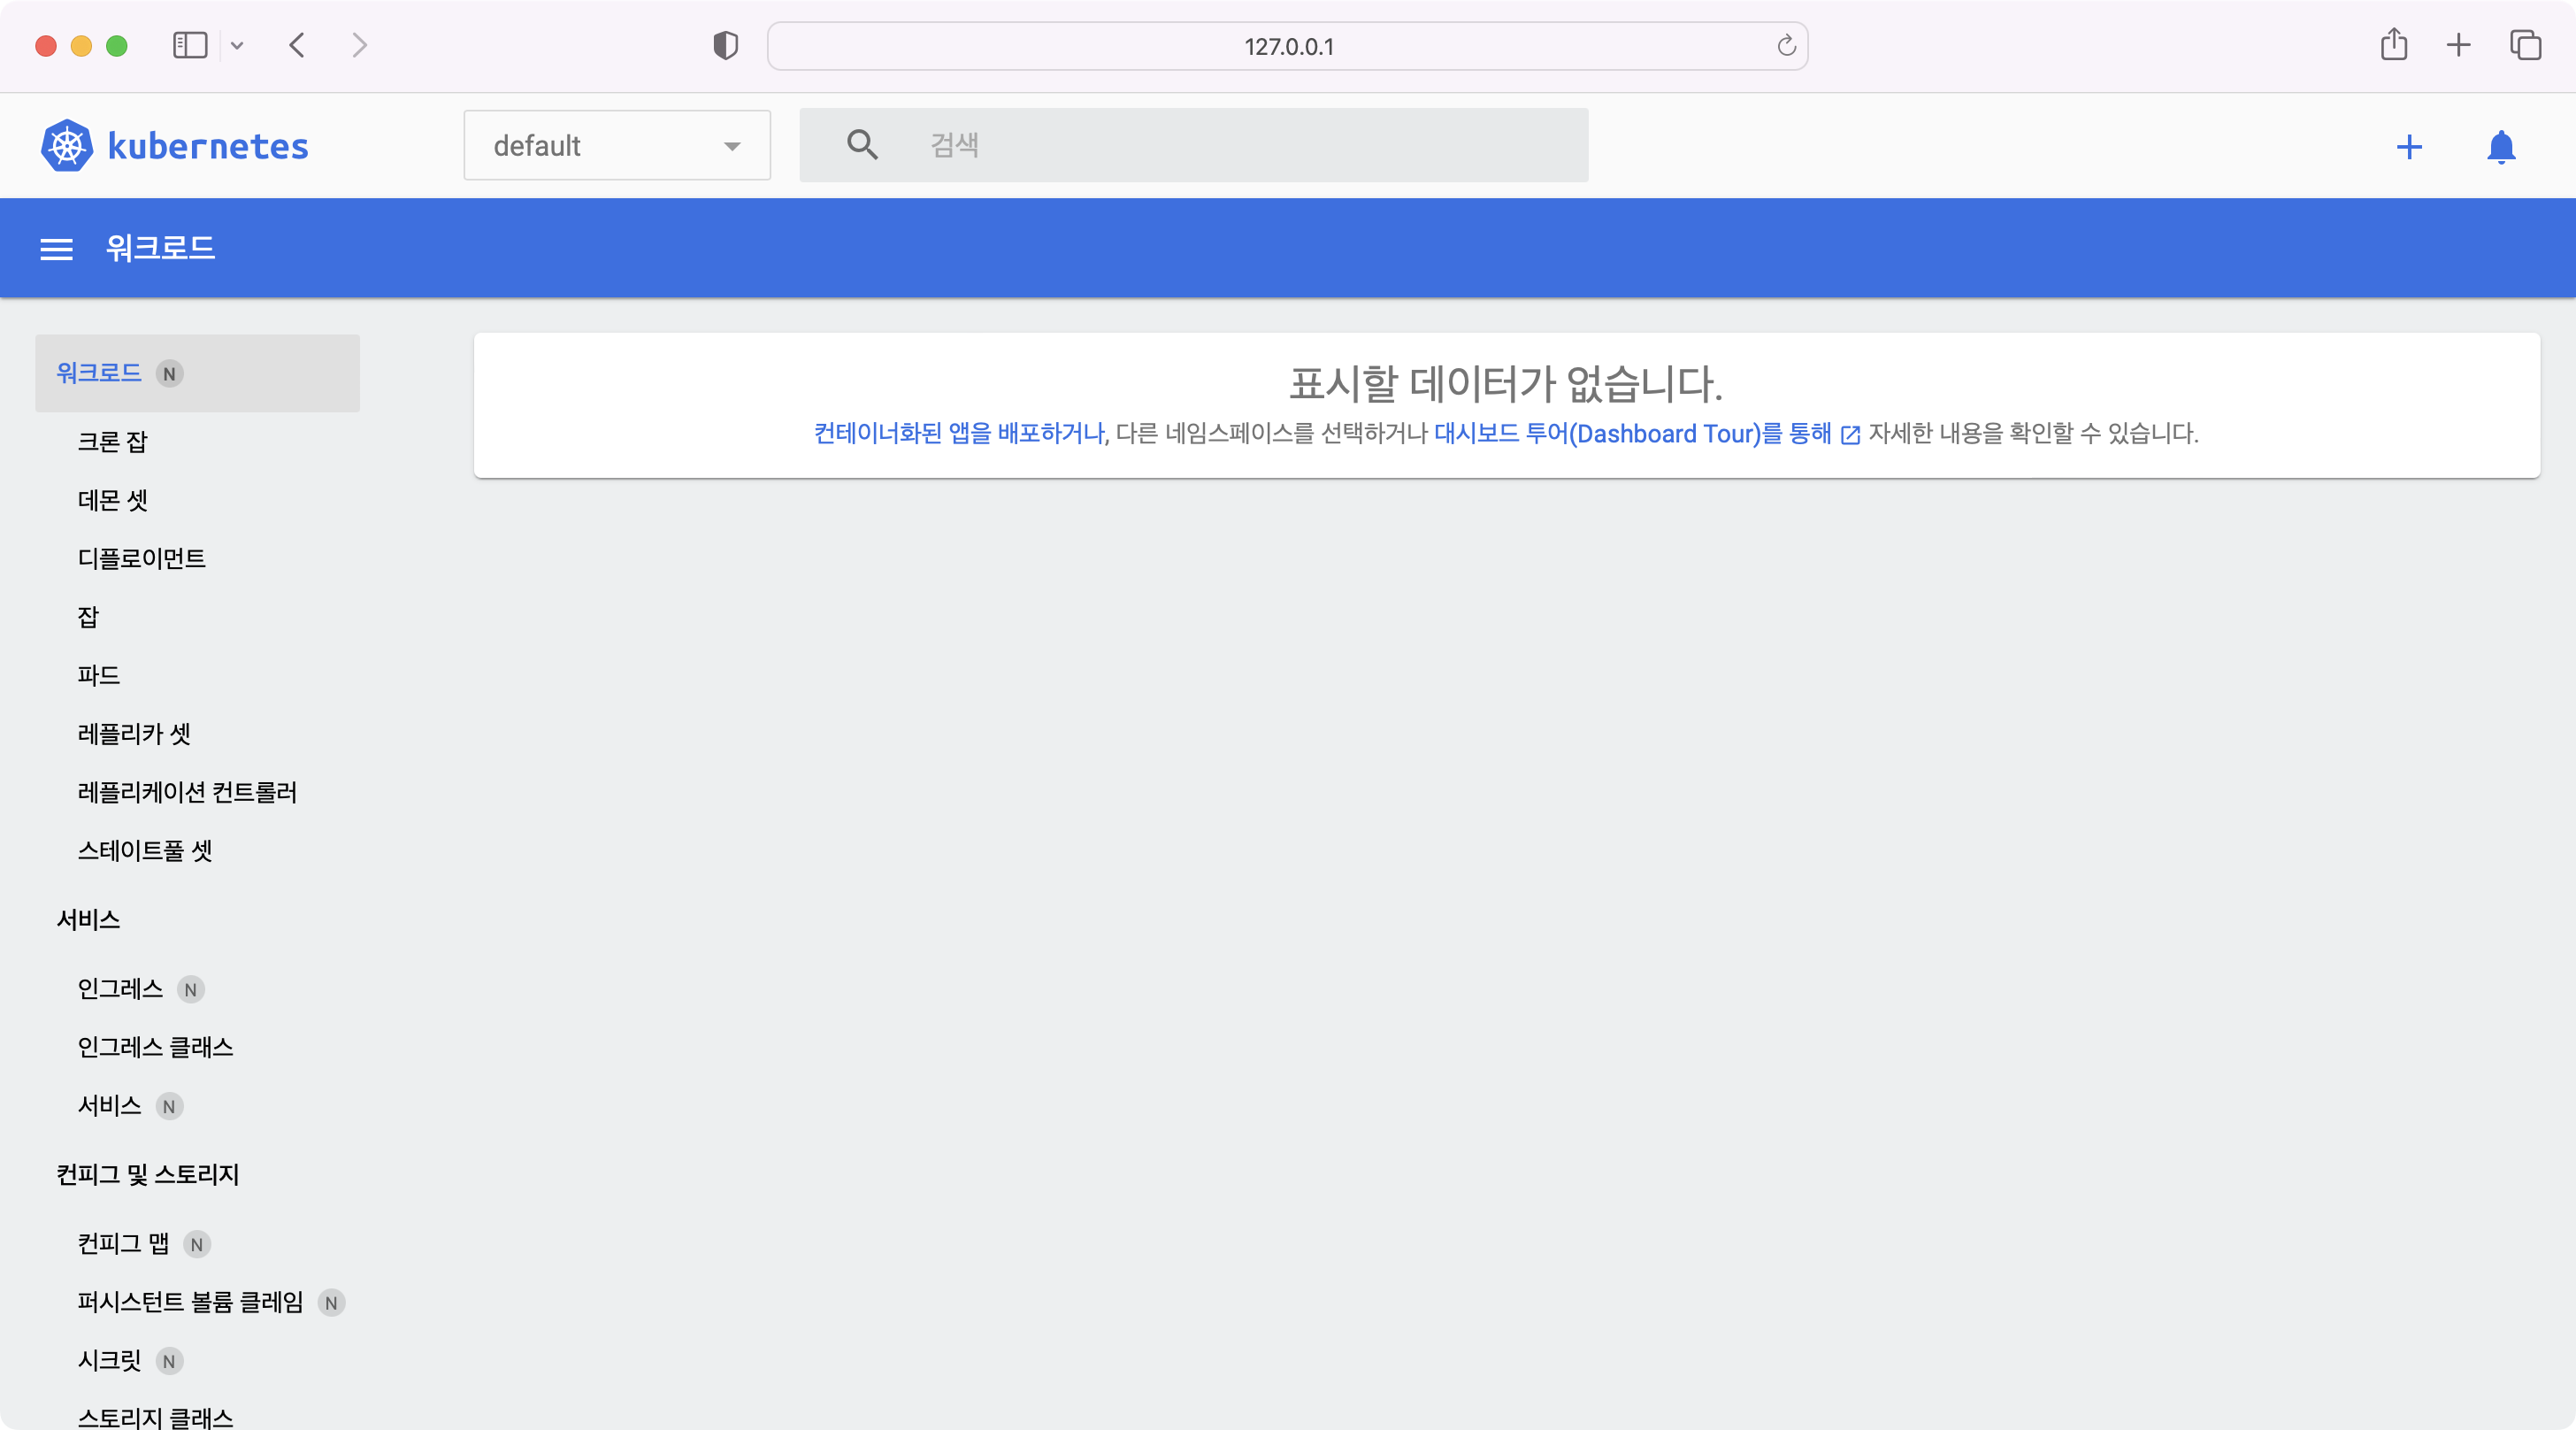 127.0.0.1
kubernetes
default
검색
워크로드
워크로드 N
크론 잡
데몬 셋
디플로이먼트
잡
파드
레플리카 셋
레플리케이션 컨트롤러
스테이트풀 셋
서비스
인그레스 N
인그레스 클래스
서비스 N
컨피그 및 스토리지
컨피그 맵 N
퍼시스턴트 볼륨 클레임 N
시크릿 N
스토리지 클래스
표시할 데이터가 없습니다.
컨테이너화된 앱을 배포하거나, 다른 네임스페이스를 선택하거나 대시보드 투어(Dashboard Tour)를 통해 자세한 내용을 확인할 수 있습니다.